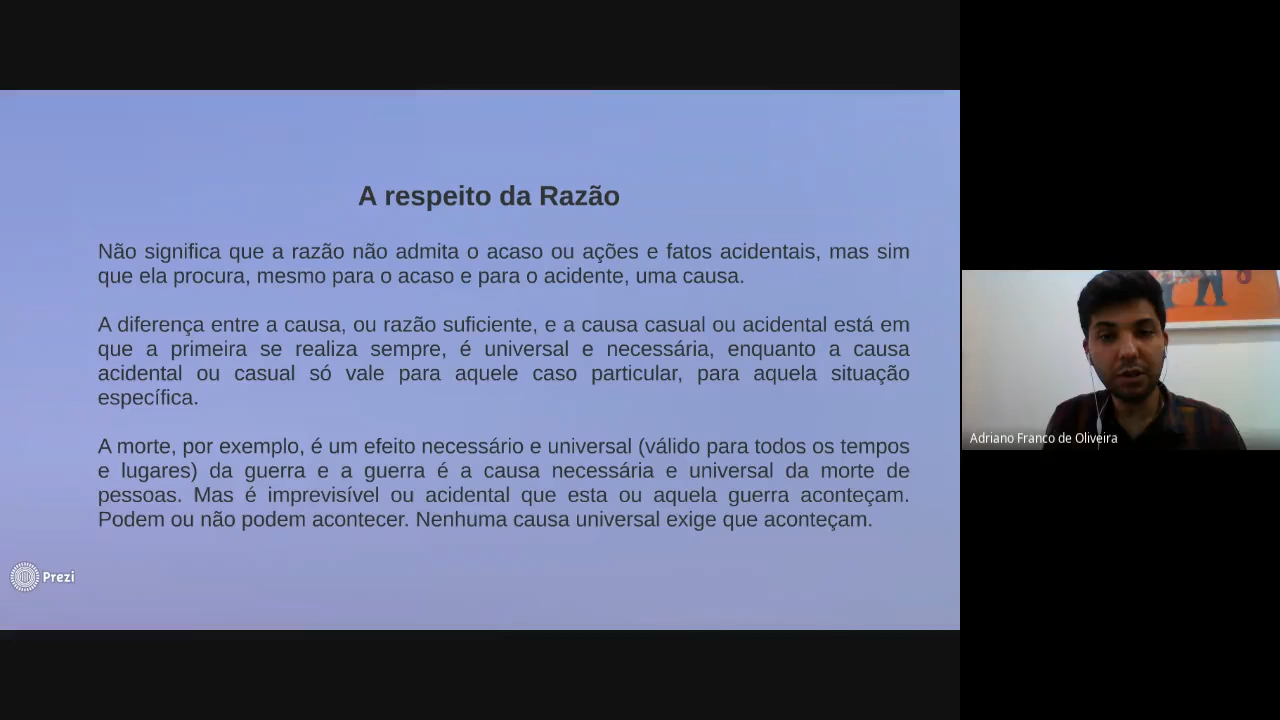 A respeito da Razão
Não significa que a razão não admita o acaso ou ações e fatos acidentais, mas sim
que ela procura, mesmo para o acaso e para o acidente, uma causa.
A diferença entre a causa, ou razão suficiente, e a causa casual ou acidental está em
que a primeira se realiza sempre, é universal e necessária, enquanto a causa
acidental ou casual só vale para aquele caso particular, para aquela situação
específica.
A morte, por exemplo, é um efeito necessário e universal (válido para todos os tempos
e lugares) da guerra e a guerra é a causa necessária e universal da morte de
pessoas. Mas é imprevisível ou acidental que esta ou aquela guerra aconteçam.
Podem ou não podem acontecer. Nenhuma causa universal exige que aconteçam.
Prezi
Adriano Franco de Oliveira